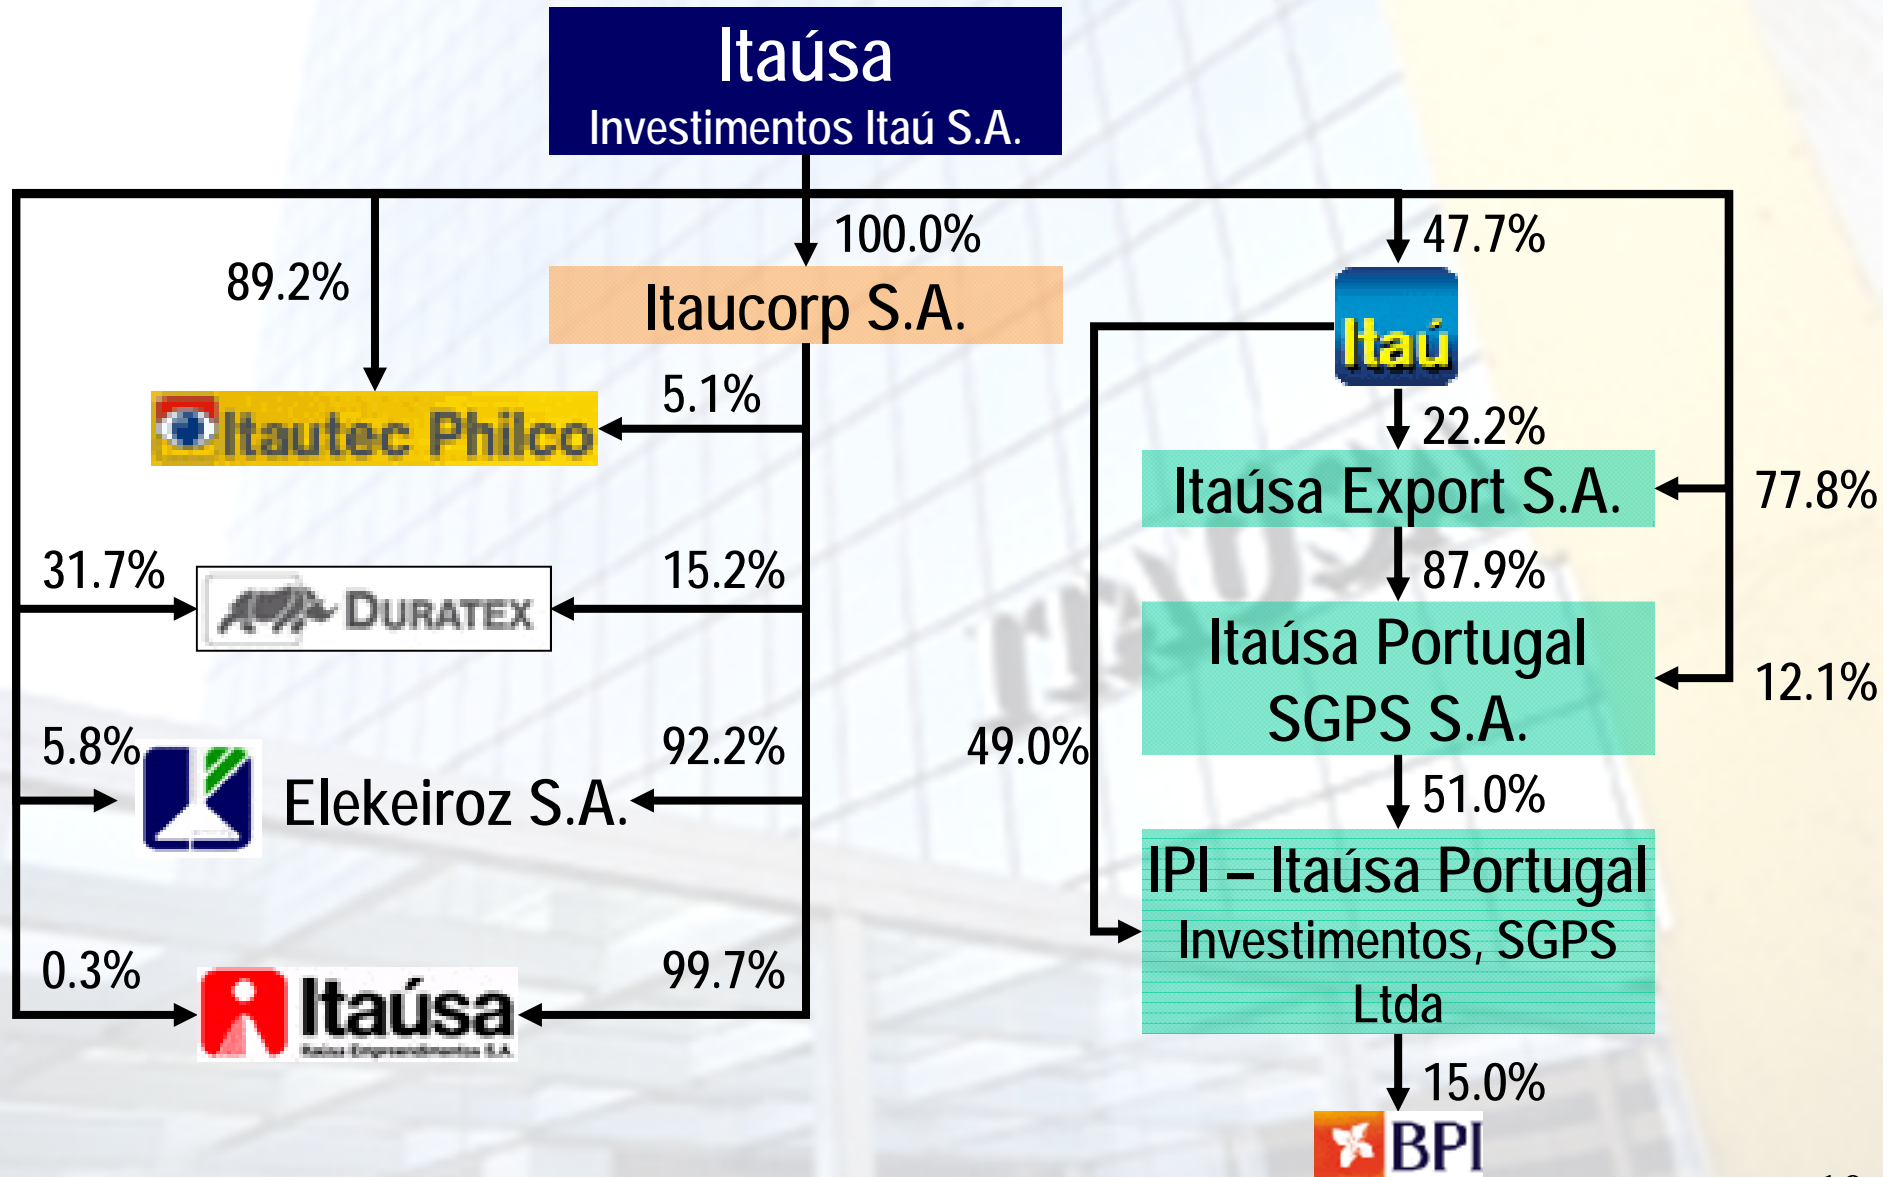 Itaúsa
Investimentos Itaú S.A.
100.0%
47.7%
89.2%
Itaucorp S.A.
Itaú
5.1%
Itautec Philco
22.2%
Itaúsa Export S.A.
77.8%
31.7%
DURATEX
15.2%
87.9%
Itaúsa Portugal
SGPS S.A.
12.1%
5.8%
Elekeiroz S.A.
92.2%
49.0%
51.0%
IPI – Itaúsa Portugal
Investimentos, SGPS
Ltda
0.3%
Itaúsa
Itaúsa Empreendimentos S.A.
99.7%
15.0%
BPI